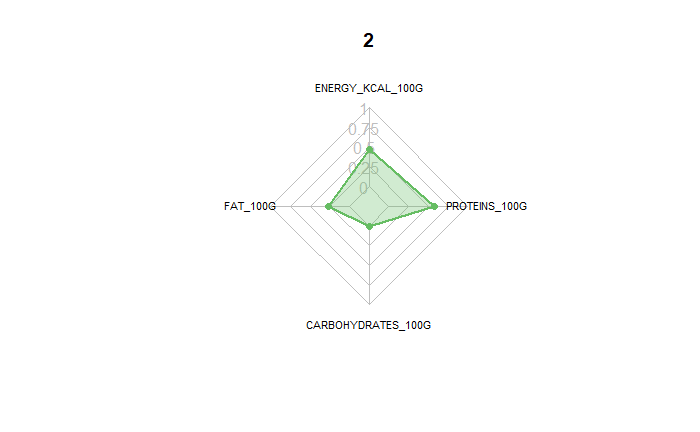 2
ENERGY_KCAL_100G
1
0.75
0.5
0.25
0
FAT_100G
PROTEINS_100G
CARBOHYDRATES_100G